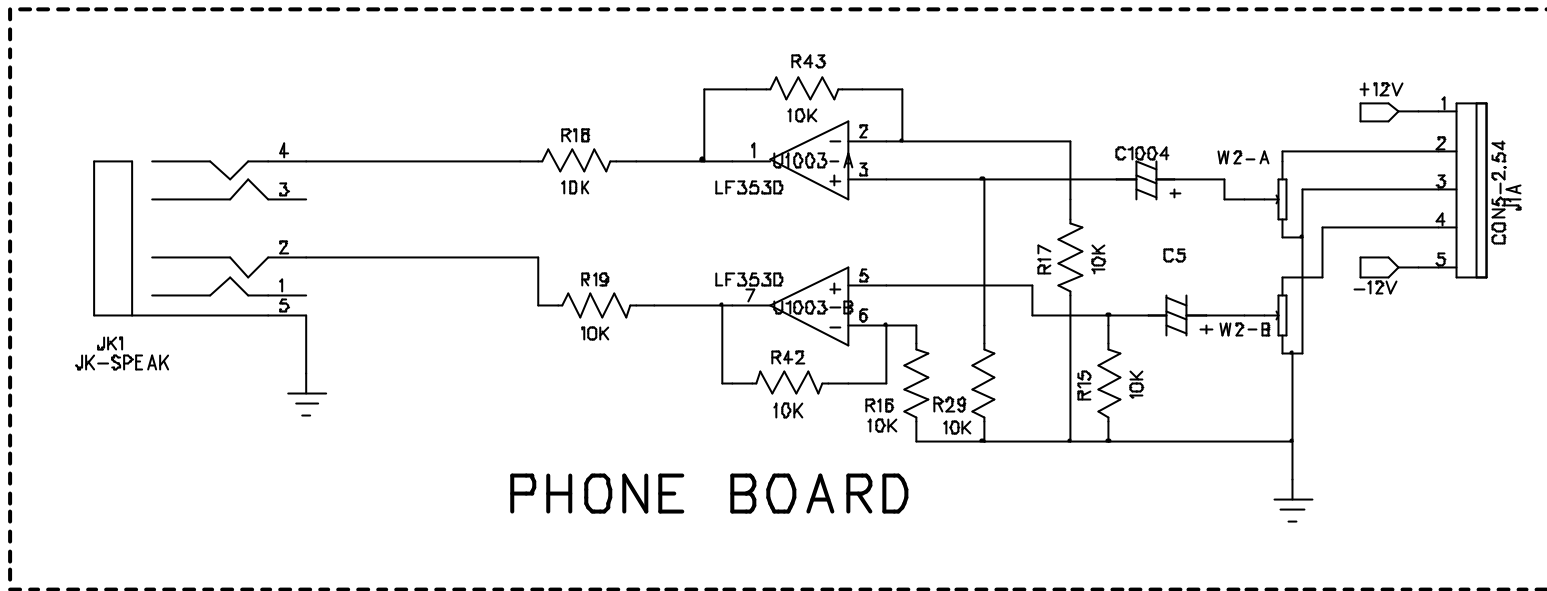 R43
10K
+12V
1
R18
10K
4
3
1
U1003-A
LF353D
2
3
C1004
+
W2-A
2
3
4
5
CON5-2.54
J1A
-12V
2
1
5
JK1
JK-SPEAK
R19
10K
LF353D
7
U1003-B
5
6
R17
10K
C5
+
W2-B
R42
10K
R16
10K
R29
10K
R15
10K
PHONE BOARD